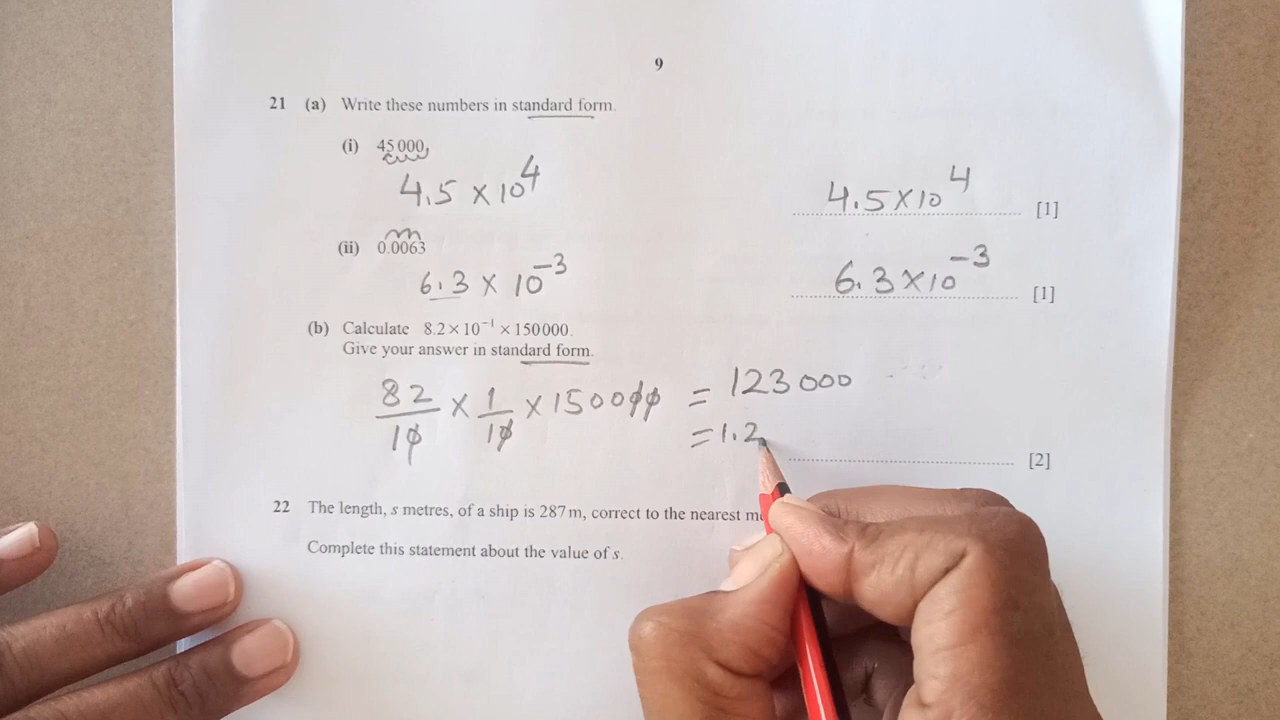 9
21 (a) Write these numbers in standard form.
(i) 45 000
4.5 × 10⁴
4.5 × 10⁴ [1]
(ii) 0.0063
6.3 × 10⁻³
6.3 × 10⁻³ [1]
(b) Calculate 8.2 × 10⁻¹ × 150 000.
Give your answer in standard form.
82/10 × 1/10 × 150000 = 123000
= 1.2
[2]
22 The length, s metres, of a ship is 287 m, correct to the nearest
Complete this statement about the value of s.